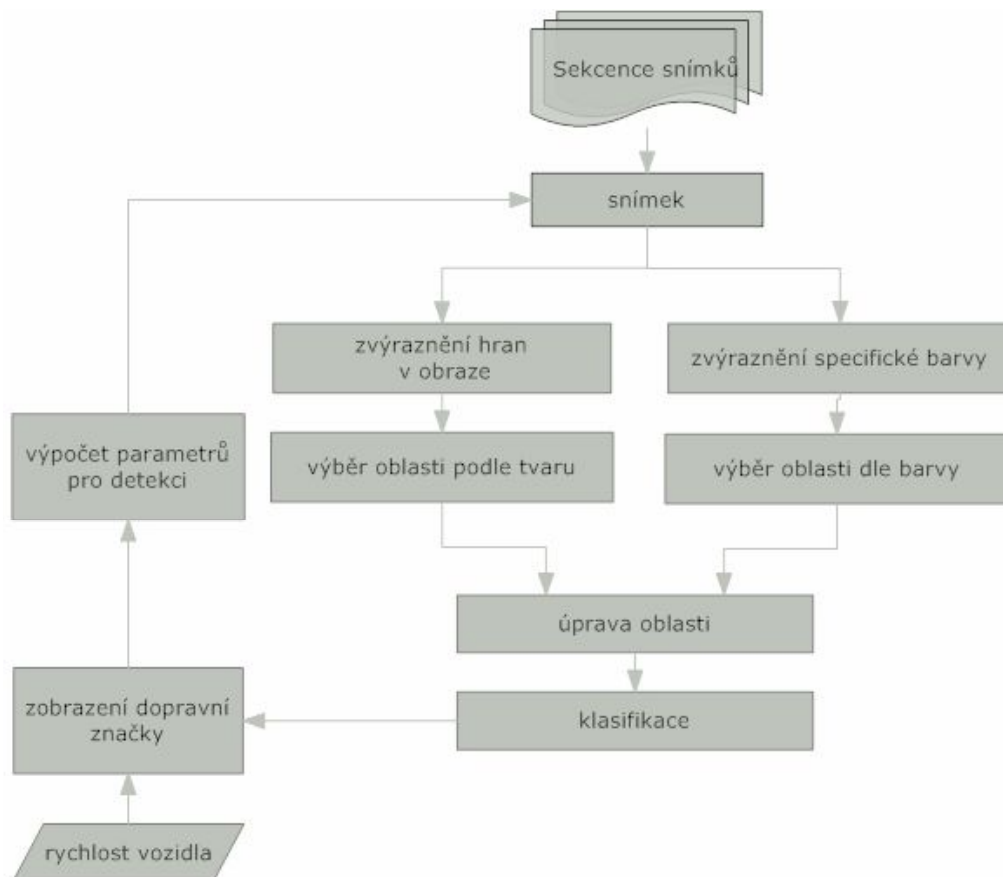 Sekcence snímků
snímek
zvýraznění hran
v obraze
zvýraznění specifické barvy
výpočet parametrů
pro detekci
výběr oblasti podle tvaru
výběr oblasti dle barvy
úprava oblasti
zobrazení dopravní
značky
klasifikace
rychlost vozidla